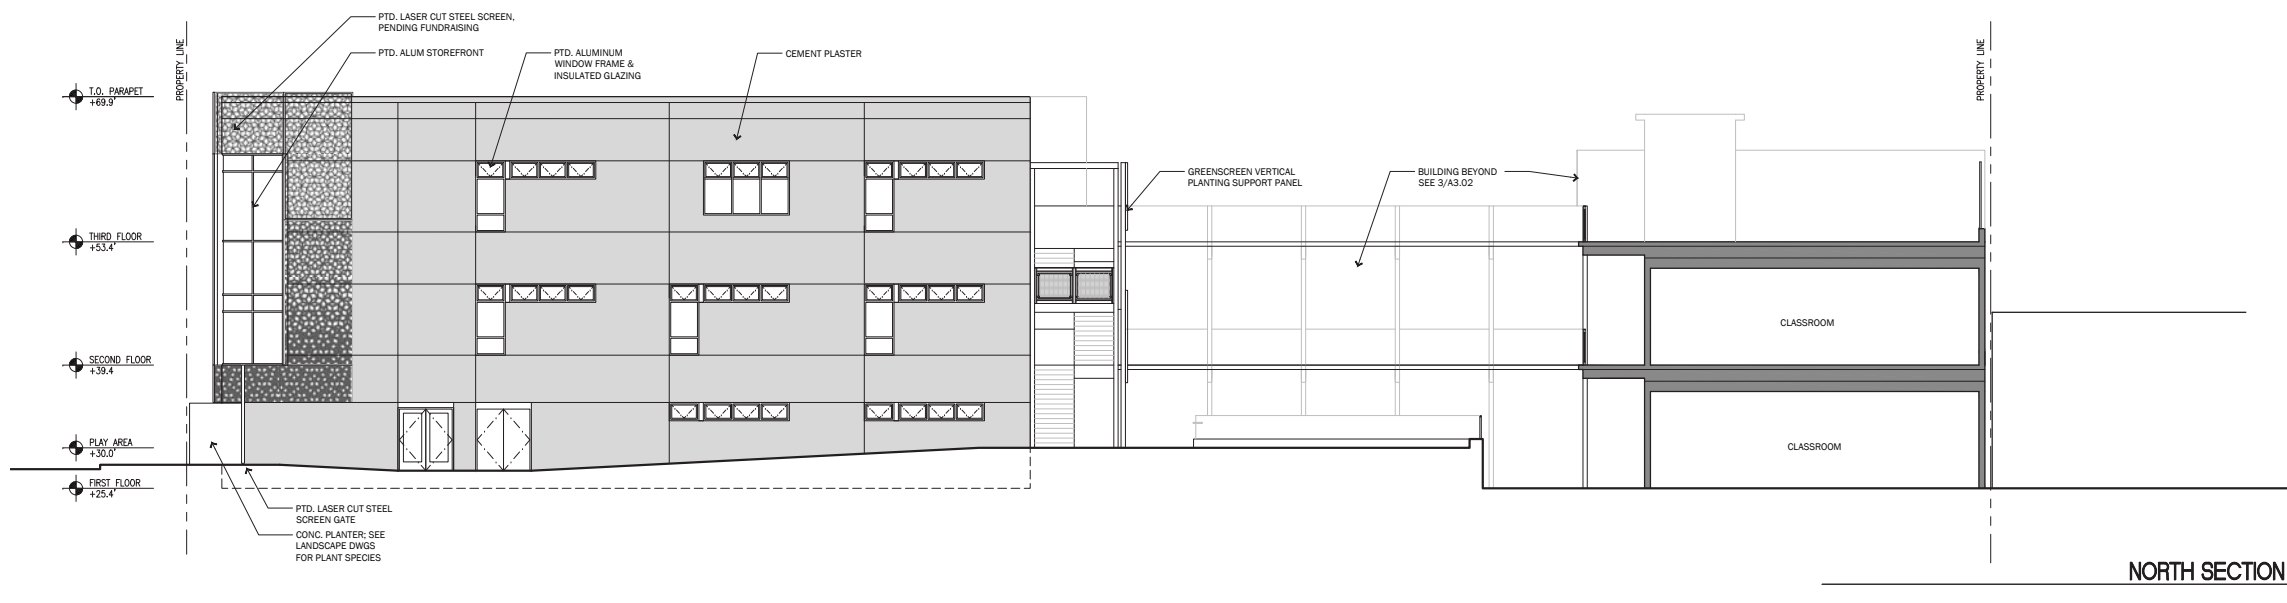 PTD. LASER CUT STEEL SCREEN,
PENDING FUNDRAISING
PTD. ALUM STOREFRONT
PTD. ALUMINUM
WINDOW FRAME &
INSULATED GLAZING
CEMENT PLASTER
PROPERTY LINE
PROPERTY LINE
T.O. PARAPET
+69.9'
GREENSCREEN VERTICAL
PLANTING SUPPORT PANEL
BUILDING BEYOND
SEE 3/A3.02
THIRD FLOOR
+53.4'
CLASSROOM
SECOND FLOOR
+39.4
PLAY AREA
+30.0'
CLASSROOM
FIRST FLOOR
+25.4'
PTD. LASER CUT STEEL
SCREEN GATE
CONC. PLANTER; SEE
LANDSCAPE DWGS
FOR PLANT SPECIES
NORTH SECTION